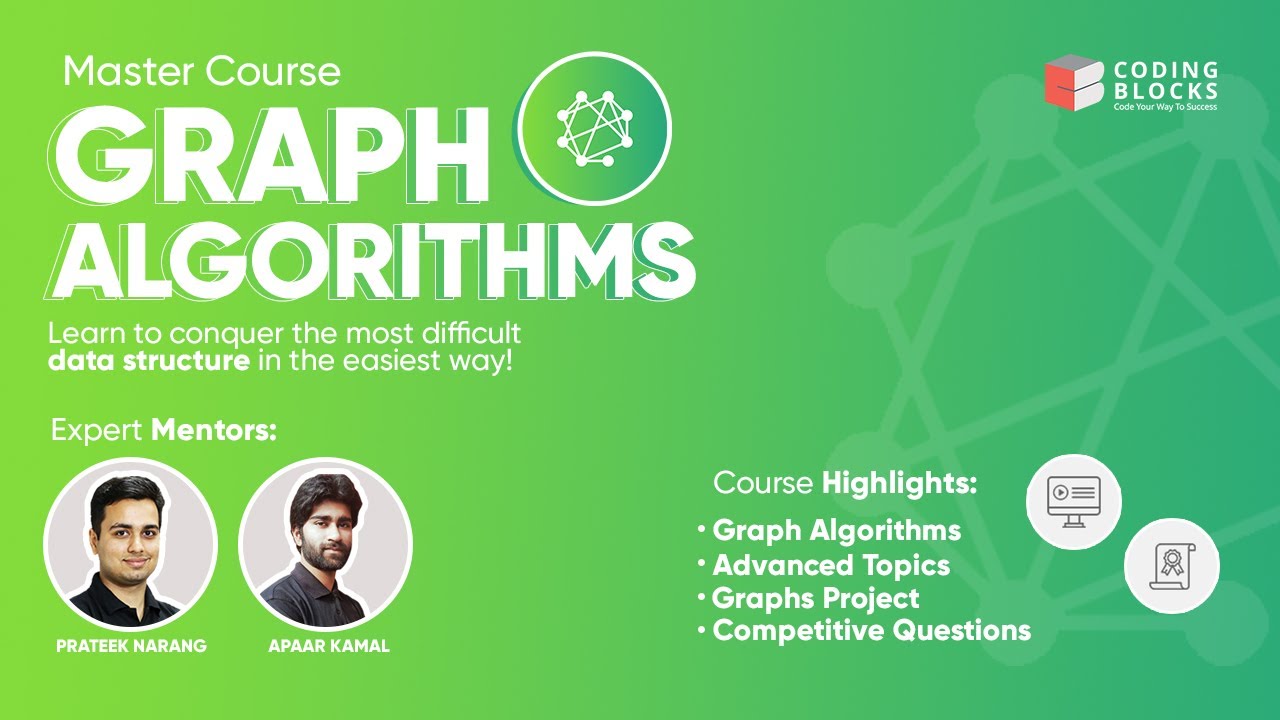 Master Course
GRAPH
ALGORITHMS
Learn to conquer the most difficult
data structure in the easiest way!
Expert Mentors:
PRATEEK NARANG
APAAR KAMAL
CODING
BLOCKS
Code Your Way To Success
Course Highlights:
• Graph Algorithms
• Advanced Topics
• Graphs Project
• Competitive Questions